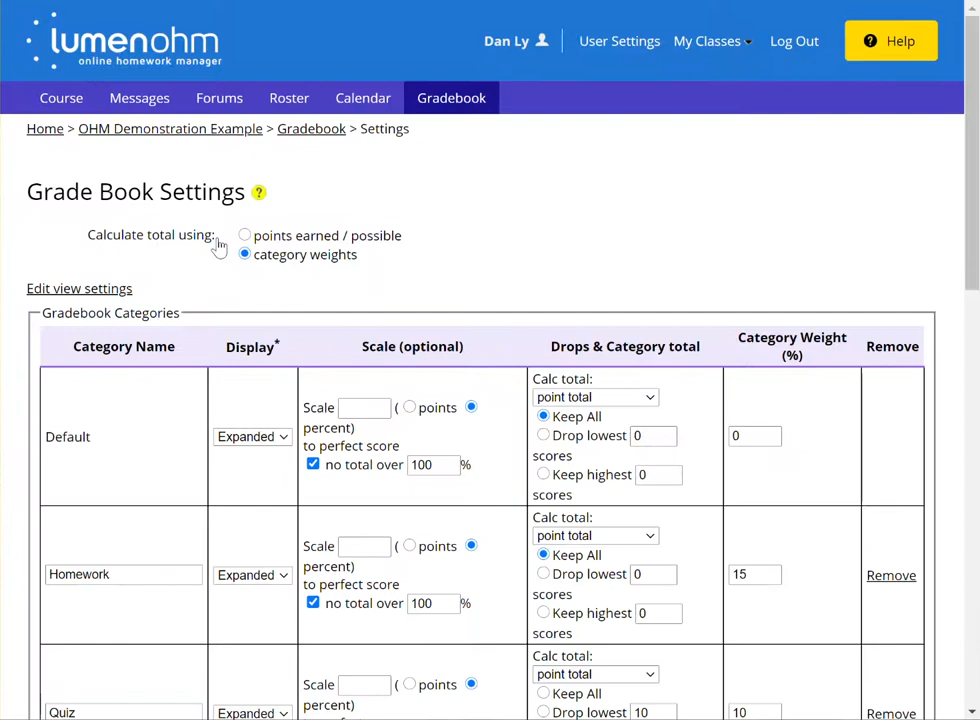 lumenohm
online homework manager
Dan Ly User Settings My Classes Log Out ? Help
Course Messages Forums Roster Calendar Gradebook
Home > OHM Demonstration Example > Gradebook > Settings
Grade Book Settings ?
Calculate total using: points earned / possible
category weights
Edit view settings
Gradebook Categories
Category Name Display* Scale (optional) Drops & Category total Category Weight (%) Remove
Default Expanded
Scale ( points
percent)
to perfect score
no total over 100 %
Calc total:
point total
Keep All
Drop lowest 0
scores
Keep highest 0
scores
0
Homework Expanded
Scale ( points
percent)
to perfect score
no total over 100 %
Calc total:
point total
Keep All
Drop lowest 0
scores
Keep highest 0
scores
15
Remove
Quiz Expanded
Scale ( points
percent)
Calc total:
point total
Keep All
Drop lowest 10
10
Remove